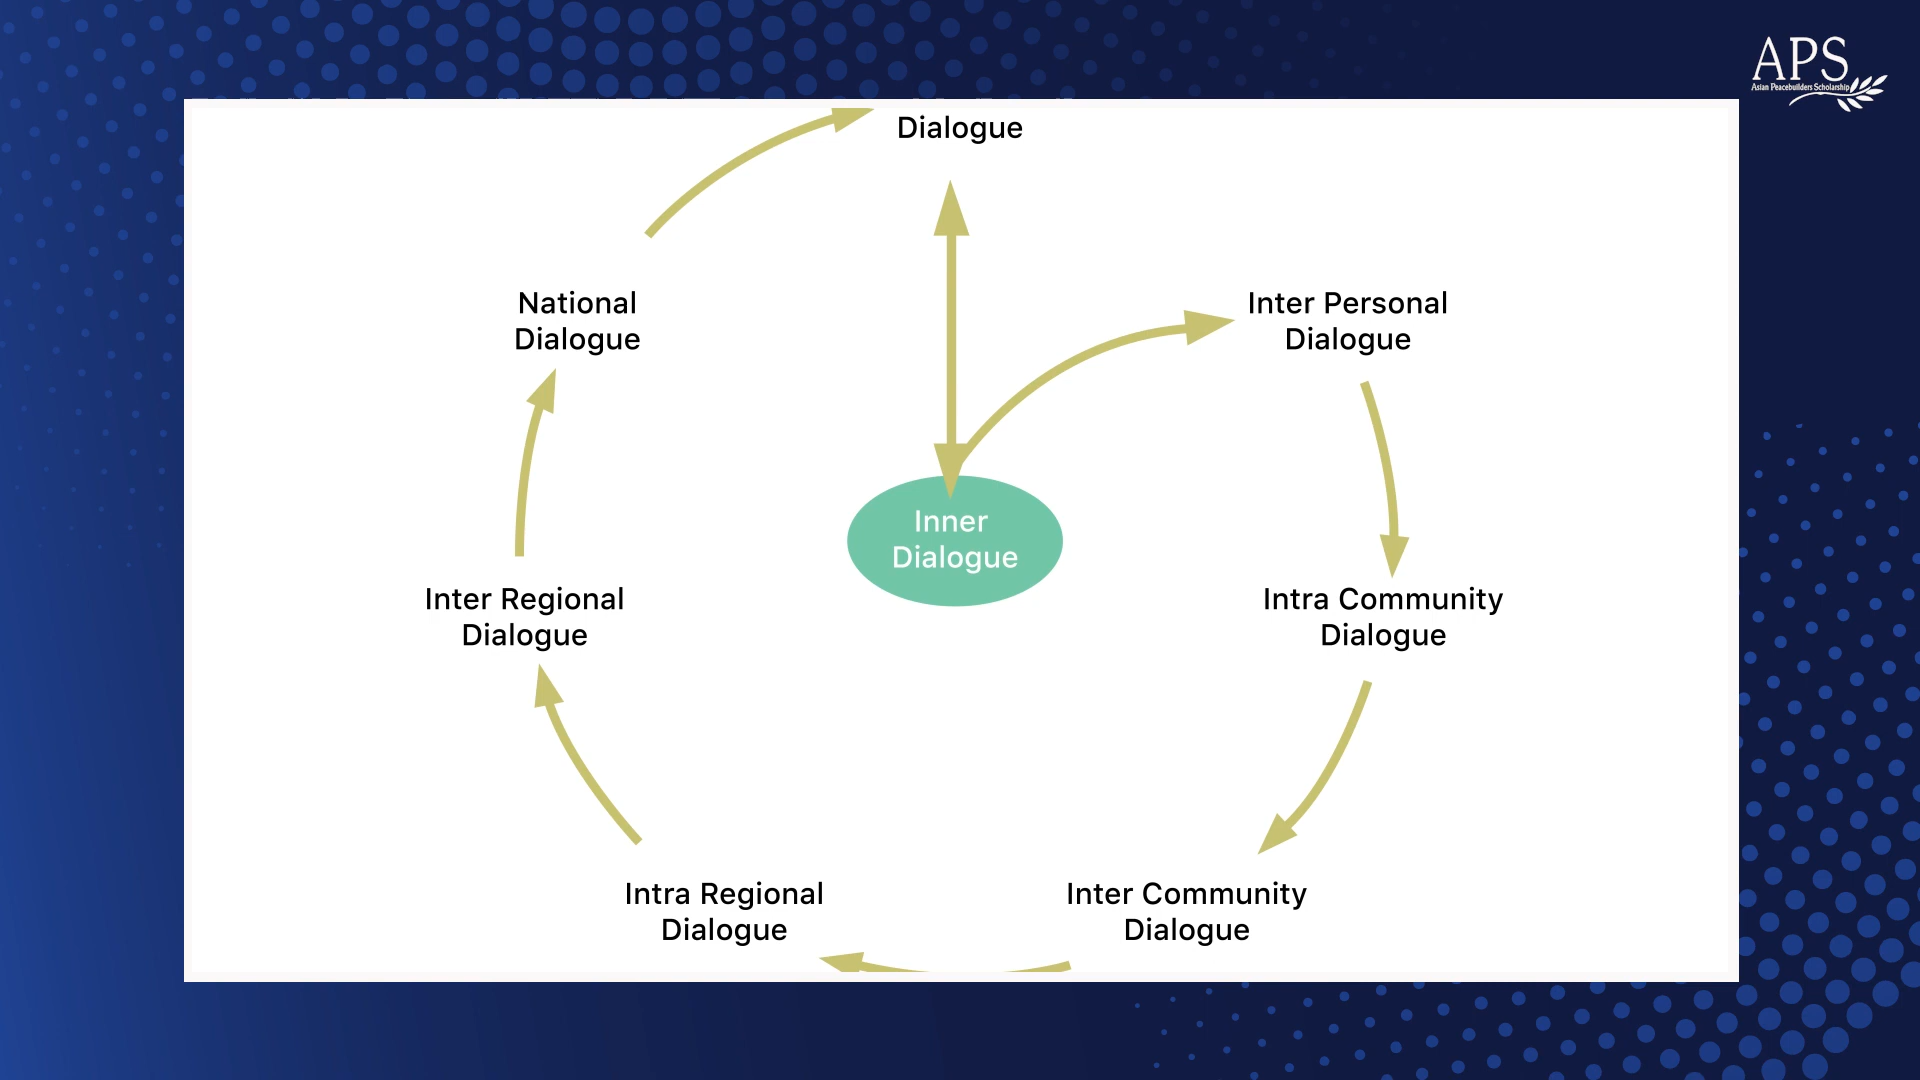 APS
Asian Peacebuilders Scholarship
Dialogue
National
Dialogue
Inter Personal
Dialogue
Inner
Dialogue
Inter Regional
Dialogue
Intra Community
Dialogue
Intra Regional
Dialogue
Inter Community
Dialogue